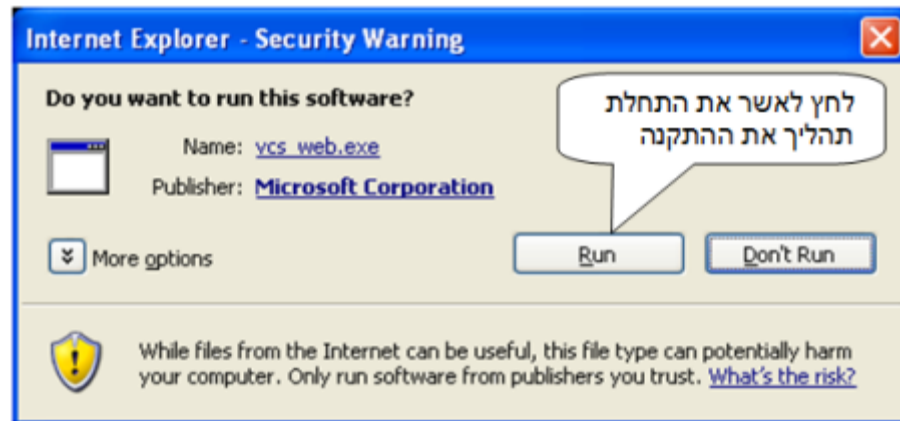 Internet Explorer - Security Warning
Do you want to run this software?
לחץ לאשר את התחלת
תהליך את ההתקנה
Name: vcs_web.exe
Publisher: Microsoft Corporation
More options
Run
Don't Run
While files from the Internet can be useful, this file type can potentially harm
your computer. Only run software from publishers you trust. What's the risk?